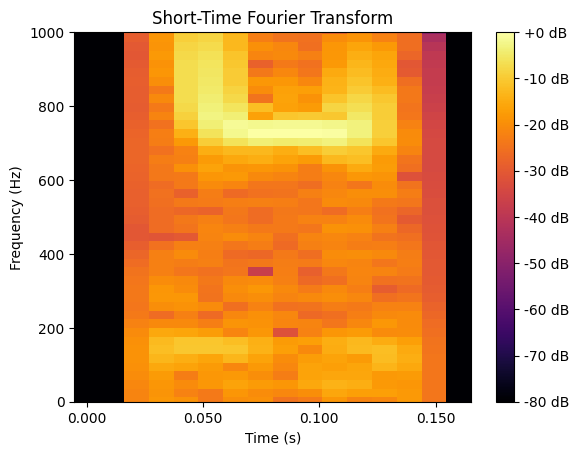 Short-Time Fourier Transform
1000
800
600
400
200
0
Frequency (Hz)
0.000
0.050
0.100
0.150
Time (s)
+0 dB
-10 dB
-20 dB
-30 dB
-40 dB
-50 dB
-60 dB
-70 dB
-80 dB